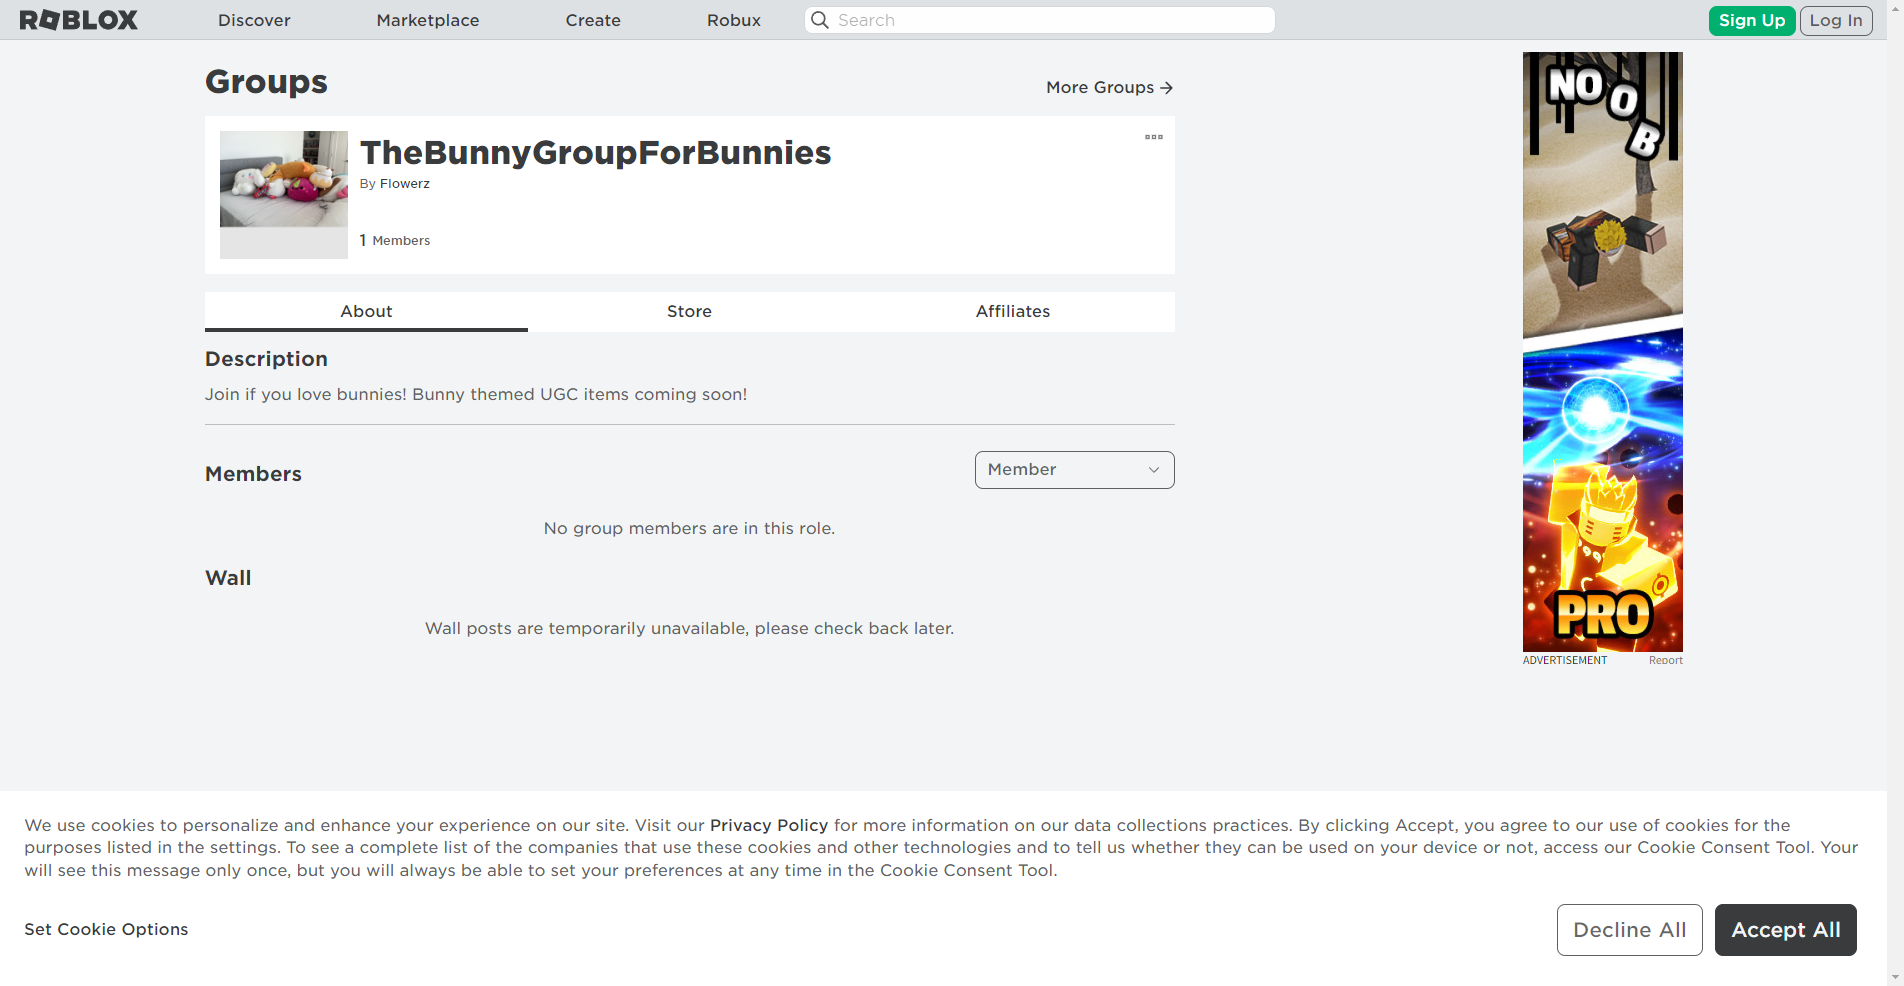 ROBLOX
Discover
Marketplace
Create
Robux
Search
Sign Up
Log In
Groups
More Groups
TheBunnyGroupForBunnies
By Flowerz
1 Members
About
Store
Affiliates
Description
Join if you love bunnies! Bunny themed UGC items coming soon!
Members
Member
No group members are in this role.
Wall
Wall posts are temporarily unavailable, please check back later.
NOOB
PRO
ADVERTISEMENT
Report
We use cookies to personalize and enhance your experience on our site. Visit our Privacy Policy for more information on our data collections practices. By clicking Accept, you agree to our use of cookies for the
purposes listed in the settings. To see a complete list of the companies that use these cookies and other technologies and to tell us whether they can be used on your device or not, access our Cookie Consent Tool. Your
will see this message only once, but you will always be able to set your preferences at any time in the Cookie Consent Tool.
Set Cookie Options
Decline All
Accept All